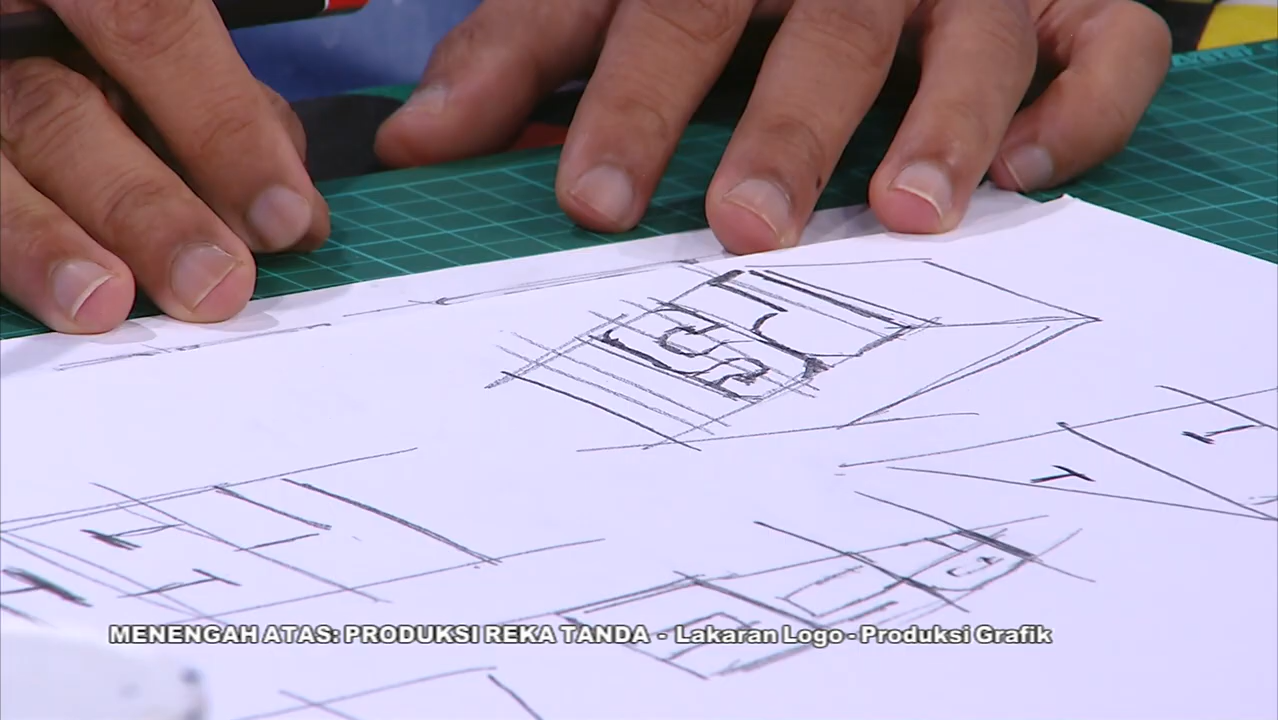 MENENGAH ATAS: PRODUKSI REKA TANDA - Lakaran Logo - Produksi Grafik